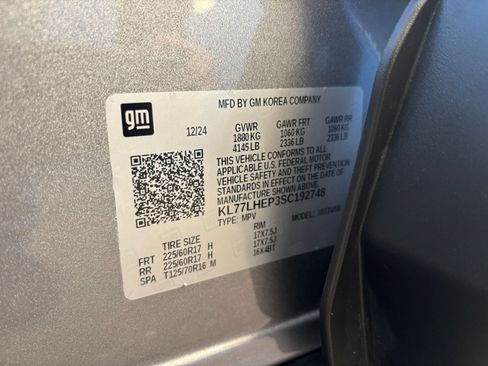 gm
MFD BY GM KOREA COMPANY
12/24 GVWR GAWR FRT GAWR RR
1880 KG 1060 KG 1060 KG
4145 LB 2336 LB 2336 LB
THIS VEHICLE CONFORMS TO ALL
APPLICABLE U.S. FEDERAL MOTOR
VEHICLE SAFETY AND THEFT PREVENTION
STANDARDS IN EFFECT ON THE DATE OF
MANUFACTURE SHOWN ABOVE.
KL77LHEP3SC192748
TYPE: MPV MODEL:
TIRE SIZE RIM
FRT 225/60R17 H 17X7.5J
RR 225/60R17 H 17X7.5J
SPA T125/70R16 M 16X4BT